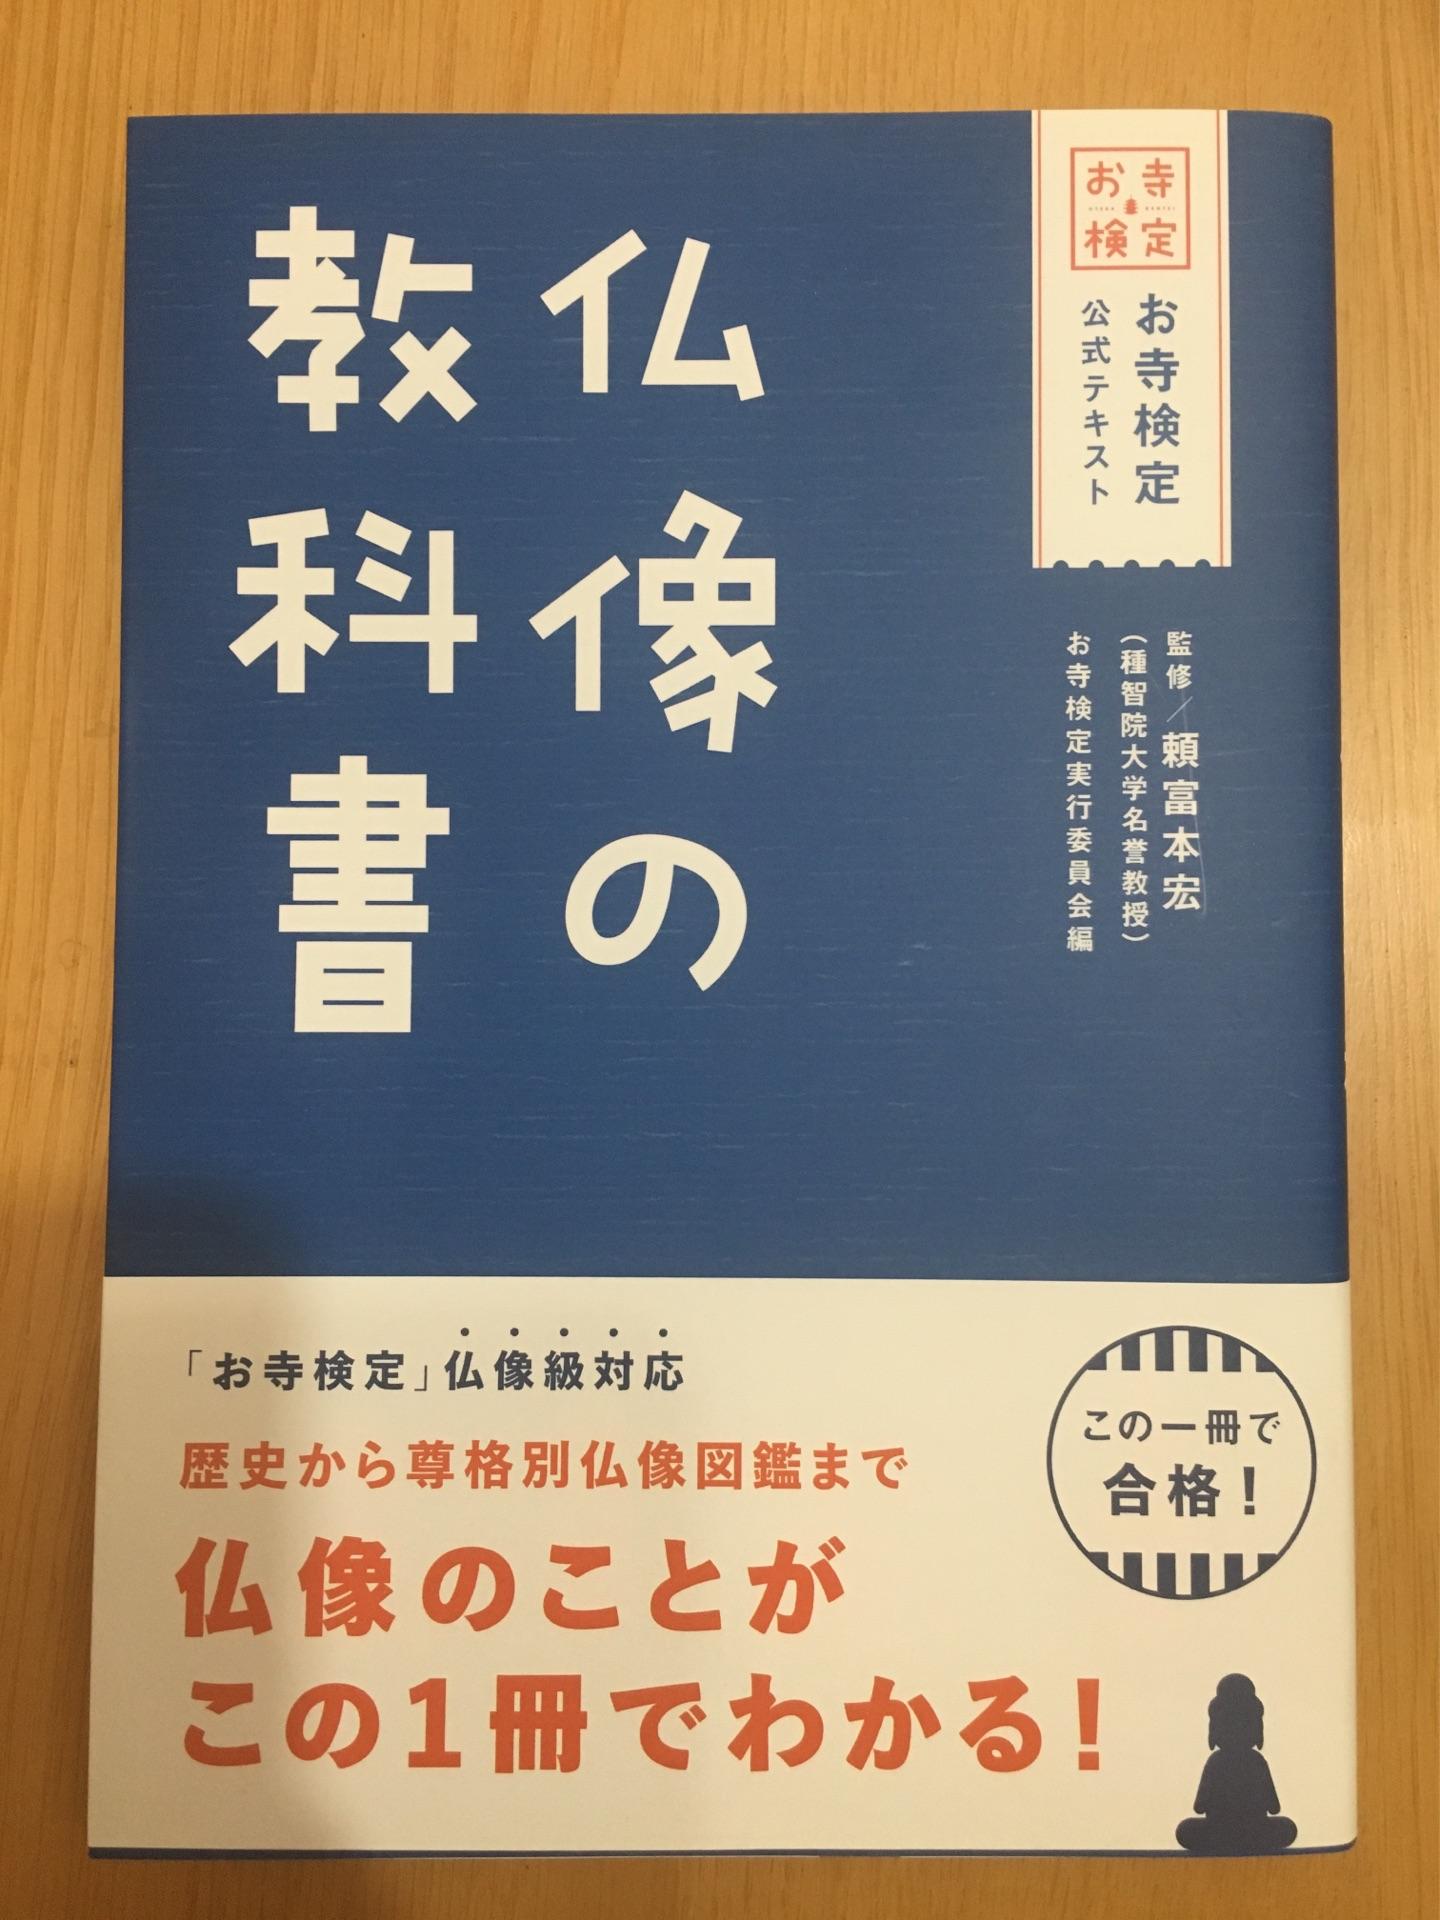 お寺
検定
お寺検定
公式テキスト
仏像の
教科書
監修/頼富本宏
(種智院大学名誉教授)
お寺検定実行委員会編
「お寺検定」仏像級対応
歴史から尊格別仏像図鑑まで
仏像のことが
この1冊でわかる!
この一冊で
合格!